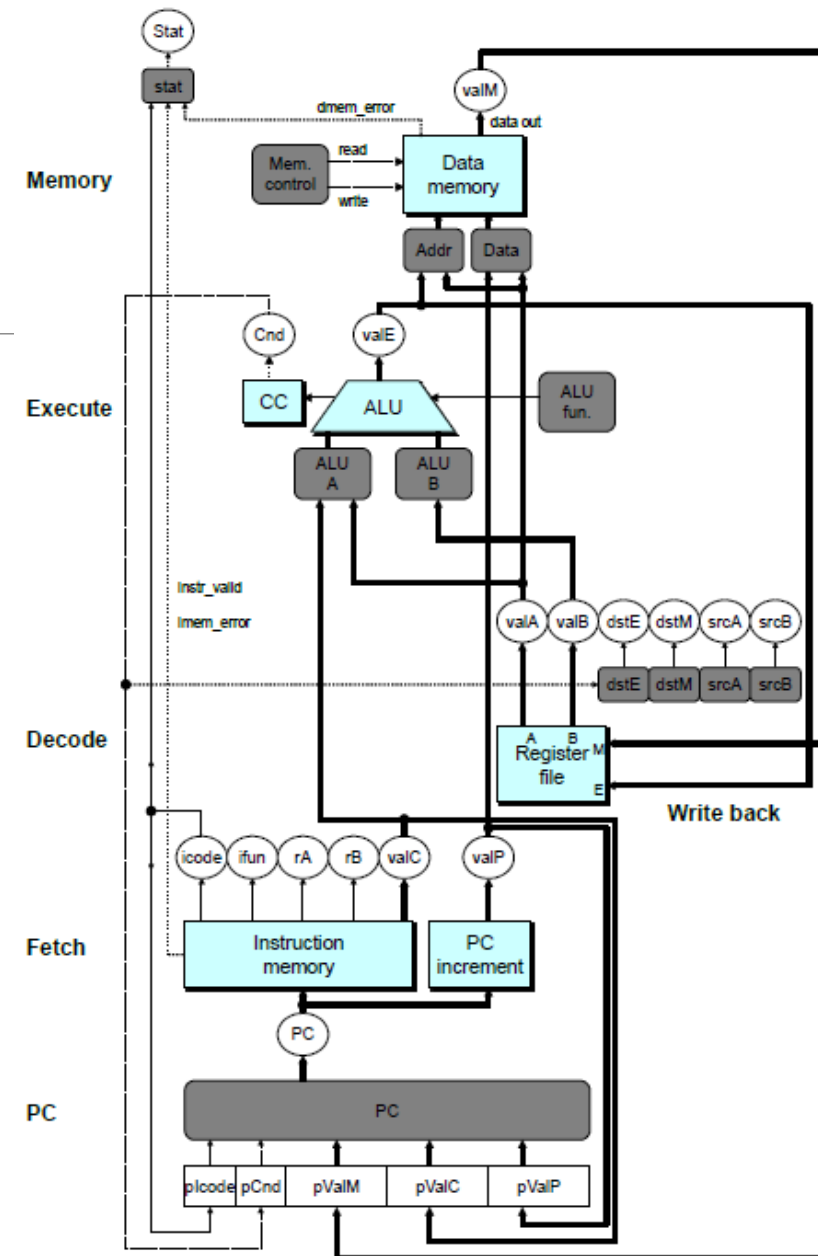 Stat
stat
dmem_error
valM
data out
Memory
Mem.
control
read
write
Data
memory
Addr
Data
Cnd
valE
Execute
CC
ALU
ALU
fun.
ALU
A
ALU
B
Instr_valid
Imem_error
valA
valB
dstE
dstM
srcA
srcB
dstE
dstM
srcA
srcB
Decode
A
B
Register
file
M
E
Write back
icode
ifun
rA
rB
valC
valP
Fetch
Instruction
memory
PC
increment
PC
PC
PC
pIcode
pCnd
pValM
pValC
pValP